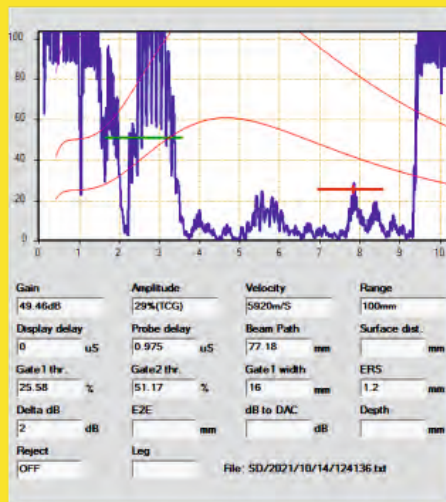 100
80
60
40
20
0
0 1 2 3 4 5 6 7 8 9 10
Gain Amplitude Velocity Range
49.46dB 29%(TCG) 5920m/S 100mm
Display delay Probe delay Beam Path Surface dist.
0 uS 0.975 uS 77.18 mm mm
Gate1 thr. Gate2 thr. Gate1 width ERS
25.58 % 51.17 % 16 mm 1.2 mm
Delta dB E2E dB to DAC Depth
2 dB mm dB mm
Reject Leg
OFF File: SD/2021/10/14/124136.txt